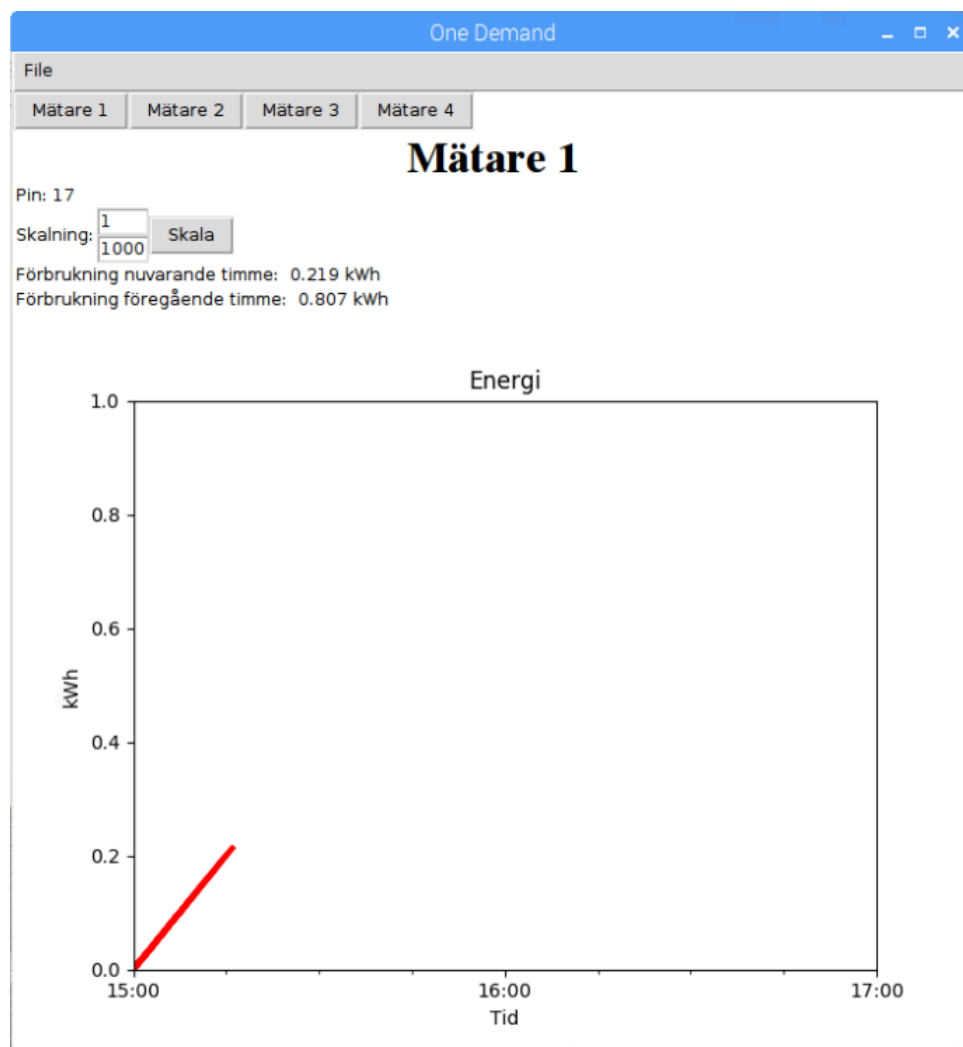 One Demand
File
Mätare 1 Mätare 2 Mätare 3 Mätare 4
Mätare 1
Pin: 17
1
Skalning: Skala
1000
Förbrukning nuvarande timme: 0.219 kWh
Förbrukning föregående timme: 0.807 kWh
Energi
1.0
0.8
0.6
kWh
0.4
0.2
0.0
15:00 16:00 17:00
Tid